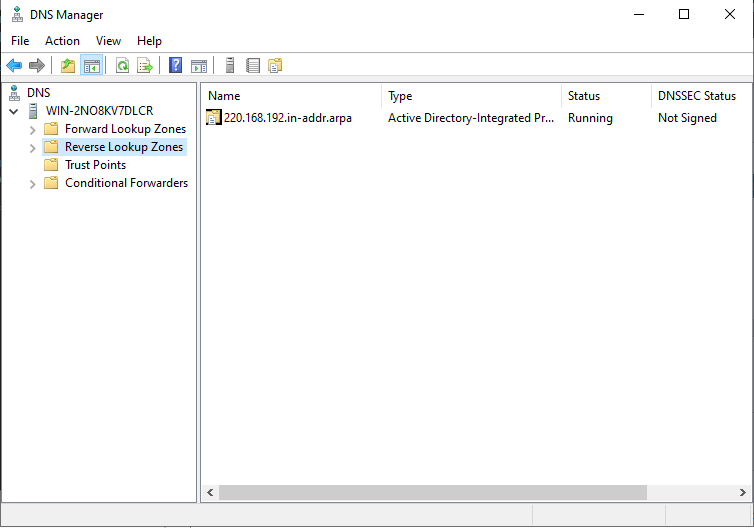 DNS Manager
File Action View Help
DNS
WIN-2NO8KV7DLCR
Forward Lookup Zones
Reverse Lookup Zones
Trust Points
Conditional Forwarders
Name Type Status DNSSEC Status
220.168.192.in-addr.arpa Active Directory-Integrated Pr... Running Not Signed